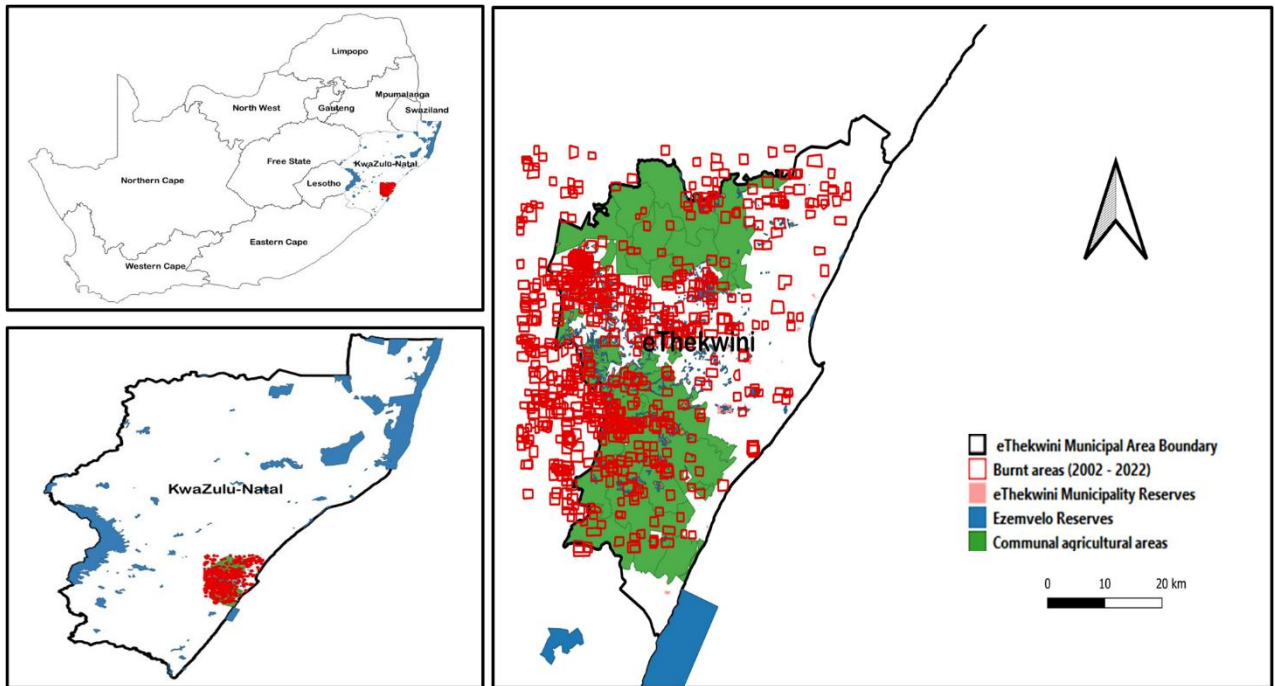 Limpopo
Mpumalanga
North West
Gauteng
Swaziland
Free State
KwaZulu-Natal
Northern Cape
Lesotho
Eastern Cape
Western Cape
KwaZulu-Natal
eThekwini
eThekwini Municipal Area Boundary
Burnt areas (2002 - 2022)
eThekwini Municipality Reserves
Ezemvelo Reserves
Communal agricultural areas
0 10 20 km